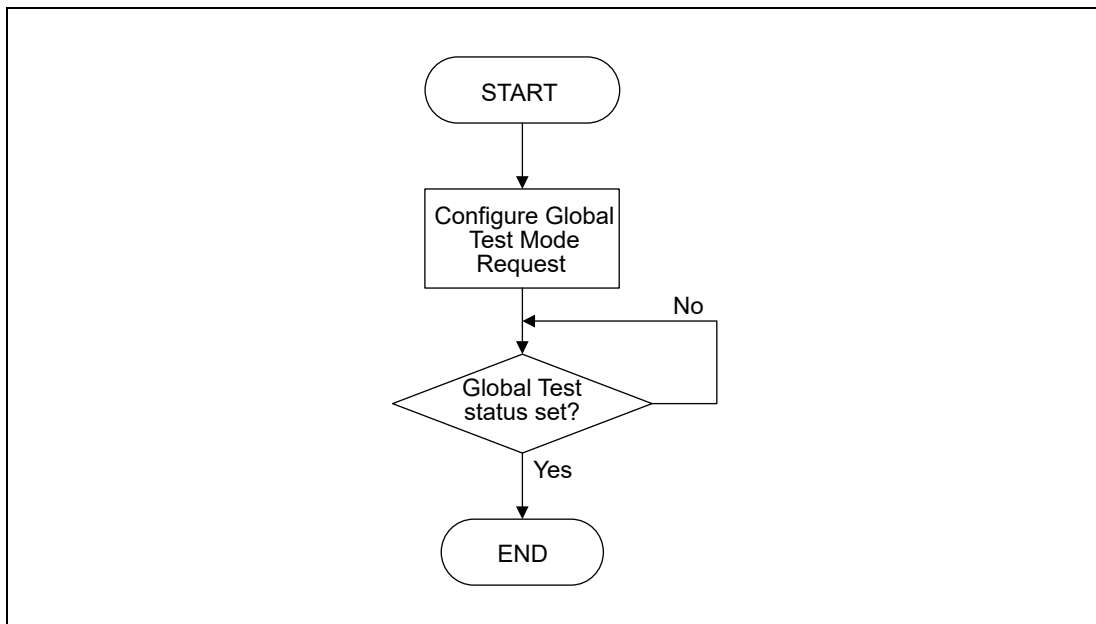 START
Configure Global
Test Mode
Request
No
Global Test
status set?
Yes
END